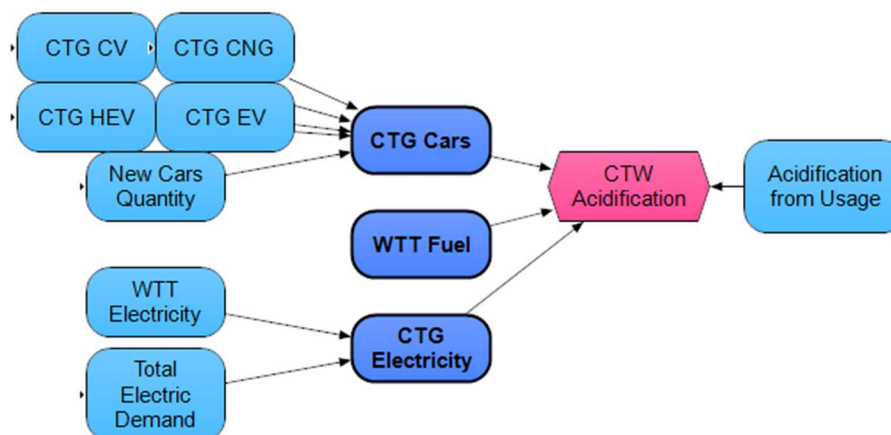 CTG CV
CTG CNG
CTG HEV
CTG EV
CTG Cars
New Cars
Quantity
CTW
Acidification
Acidification
from Usage
WTT Fuel
WTT
Electricity
CTG
Electricity
Total
Electric
Demand